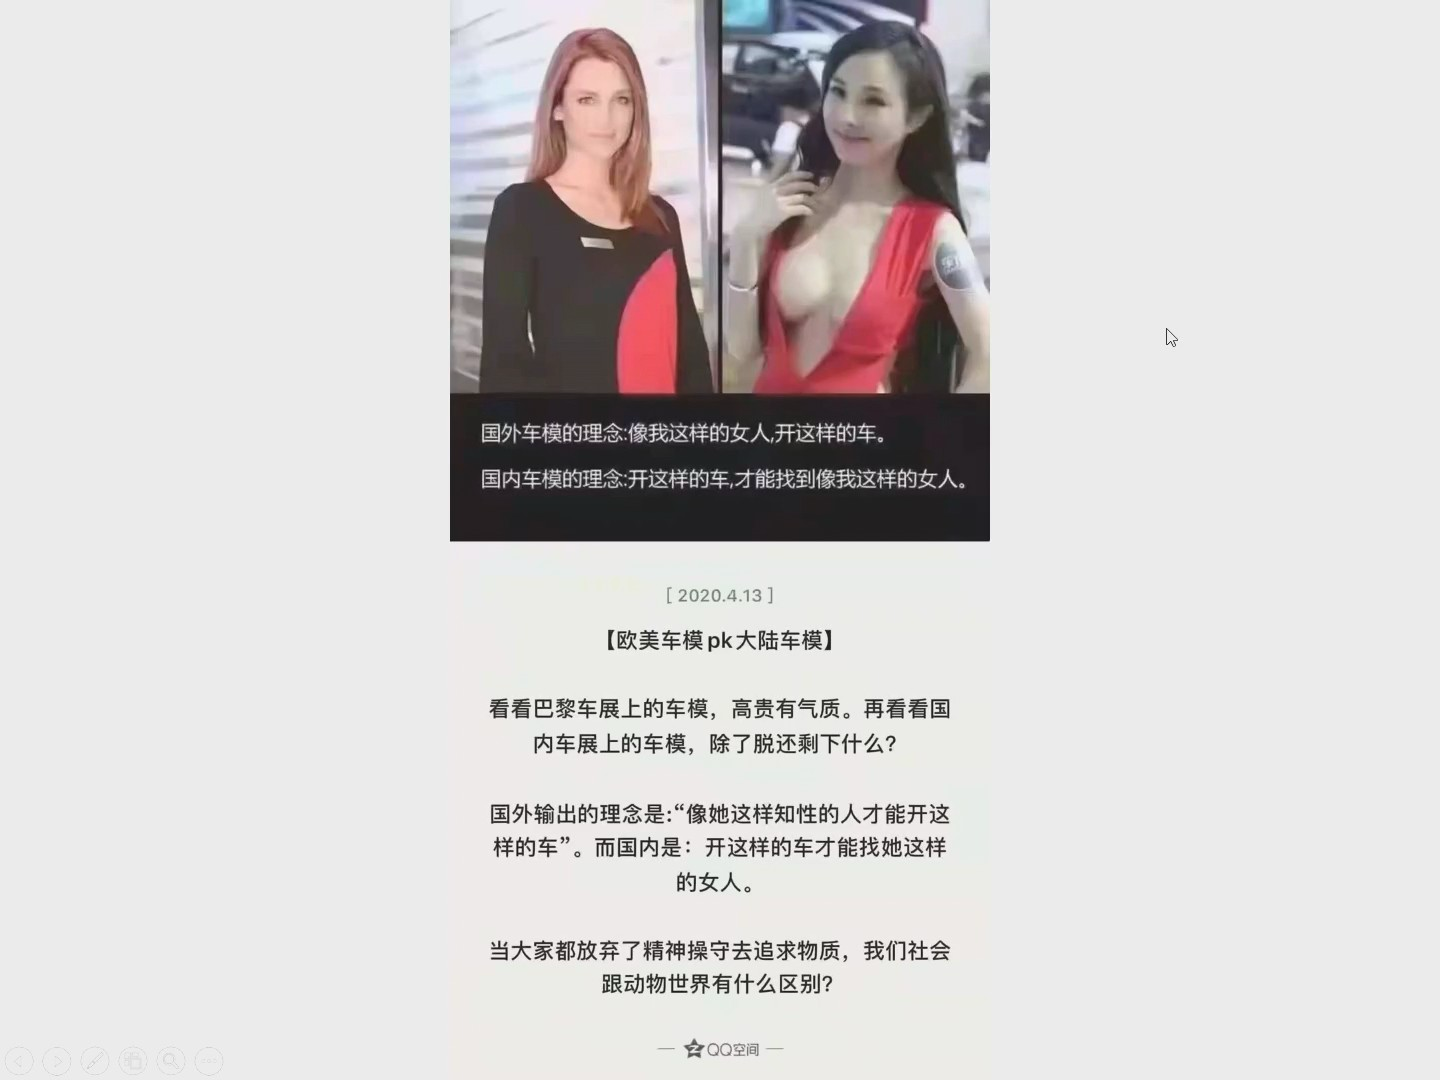 国外车模的理念:像我这样的女人,开这样的车。
国内车模的理念:开这样的车,才能找到像我这样的女人。
[ 2020.4.13 ]
【欧美车模pk大陆车模】
看看巴黎车展上的车模，高贵有气质。再看看国
内车展上的车模，除了脱还剩下什么?
国外输出的理念是:“像她这样知性的人才能开这
样的车”。而国内是：开这样的车才能找她这样
的女人。
当大家都放弃了精神操守去追求物质，我们社会
跟动物世界有什么区别?
QQ空间